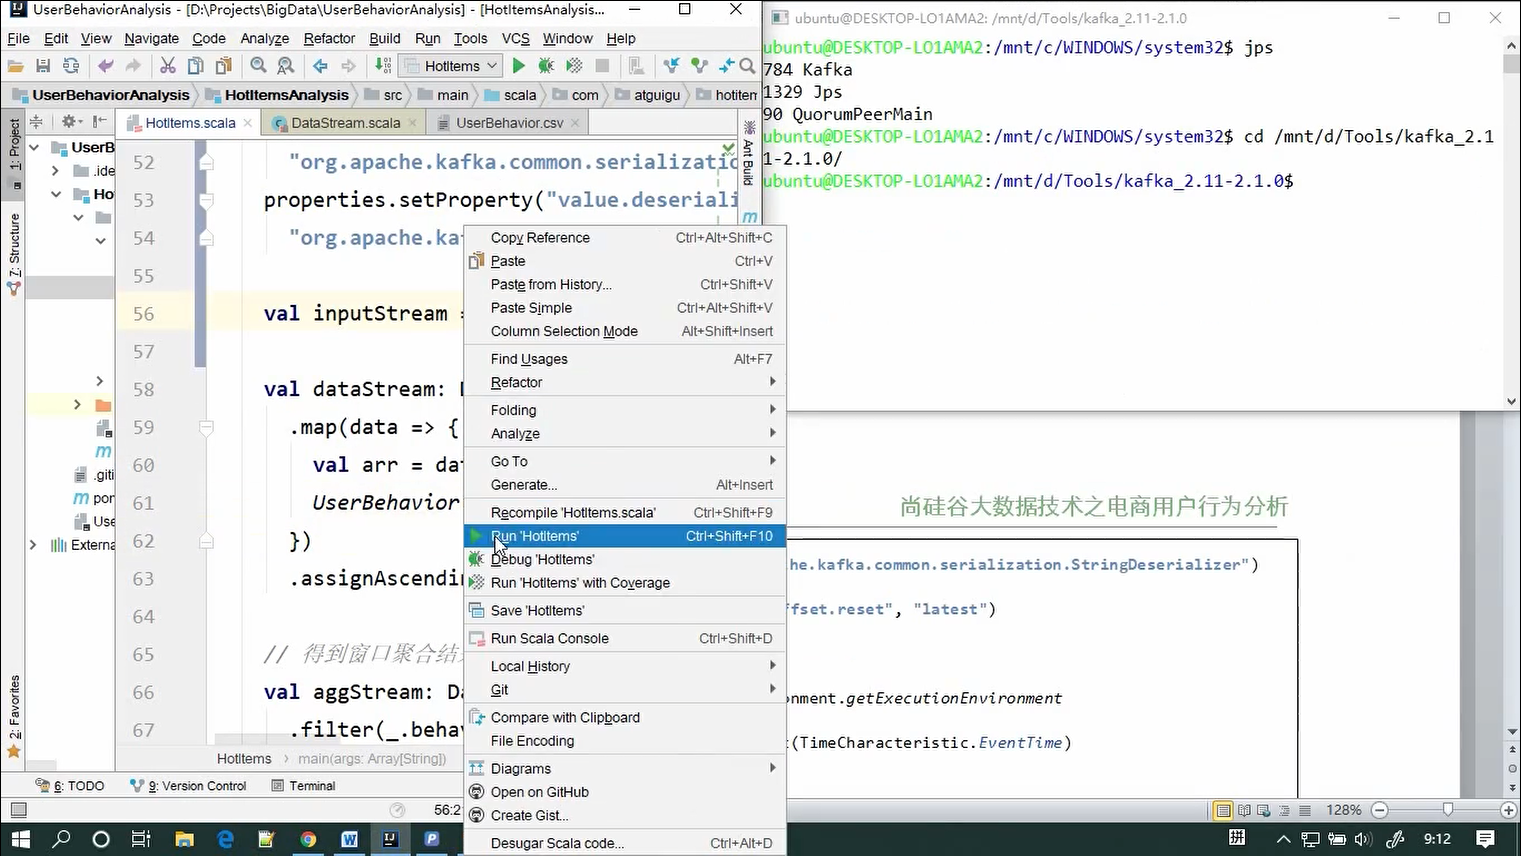 UserBehaviorAnalysis - [D:\Projects\BigData\UserBehaviorAnalysis] - [HotItemsAnalysis...
File Edit View Navigate Code Analyze Refactor Build Run Tools VCS Window Help
HotItems
UserBehaviorAnalysis HotItemsAnalysis src main scala com atguigu hotitem
HotItems.scala DataStream.scala UserBehavior.csv
1: Project
7: Structure
2: Favorites
Ant Build
m
UserB
.ide
Ho
m
.giti
m pom
Use
Externa
52 "org.apache.kafka.common.serializatio
53 properties.setProperty("value.deseriali
54 "org.apache.ka
55
56 val inputStream =
57
58 val dataStream: D
59 .map(data => {
60 val arr = dat
61 UserBehavior
62 })
63 .assignAscendin
64
65 // 得到窗口聚合结
66 val aggStream: Da
67 .filter(_.behav
HotItems main(args: Array[String])
6: TODO 9: Version Control Terminal
56:2
Copy Reference Ctrl+Alt+Shift+C
Paste Ctrl+V
Paste from History... Ctrl+Shift+V
Paste Simple Ctrl+Alt+Shift+V
Column Selection Mode Alt+Shift+Insert
Find Usages Alt+F7
Refactor
Folding
Analyze
Go To
Generate... Alt+Insert
Recompile 'HotItems.scala' Ctrl+Shift+F9
Run 'HotItems' Ctrl+Shift+F10
Debug 'HotItems'
Run 'HotItems' with Coverage
Save 'HotItems'
Run Scala Console Ctrl+Shift+D
Local History
Git
Compare with Clipboard
File Encoding
Diagrams
Open on GitHub
Create Gist...
Desugar Scala code... Ctrl+Alt+D
ubuntu@DESKTOP-LO1AMA2: /mnt/d/Tools/kafka_2.11-2.1.0
ubuntu@DESKTOP-LO1AMA2:/mnt/c/WINDOWS/system32$ jps
784 Kafka
1329 Jps
90 QuorumPeerMain
ubuntu@DESKTOP-LO1AMA2:/mnt/c/WINDOWS/system32$ cd /mnt/d/Tools/kafka_2.1
1-2.1.0/
ubuntu@DESKTOP-LO1AMA2:/mnt/d/Tools/kafka_2.11-2.1.0$
尚硅谷大数据技术之电商用户行为分析
he.kafka.common.serialization.StringDeserializer")
ffset.reset", "latest")
nment.getExecutionEnvironment
(TimeCharacteristic.EventTime)
128%
拼
9:12